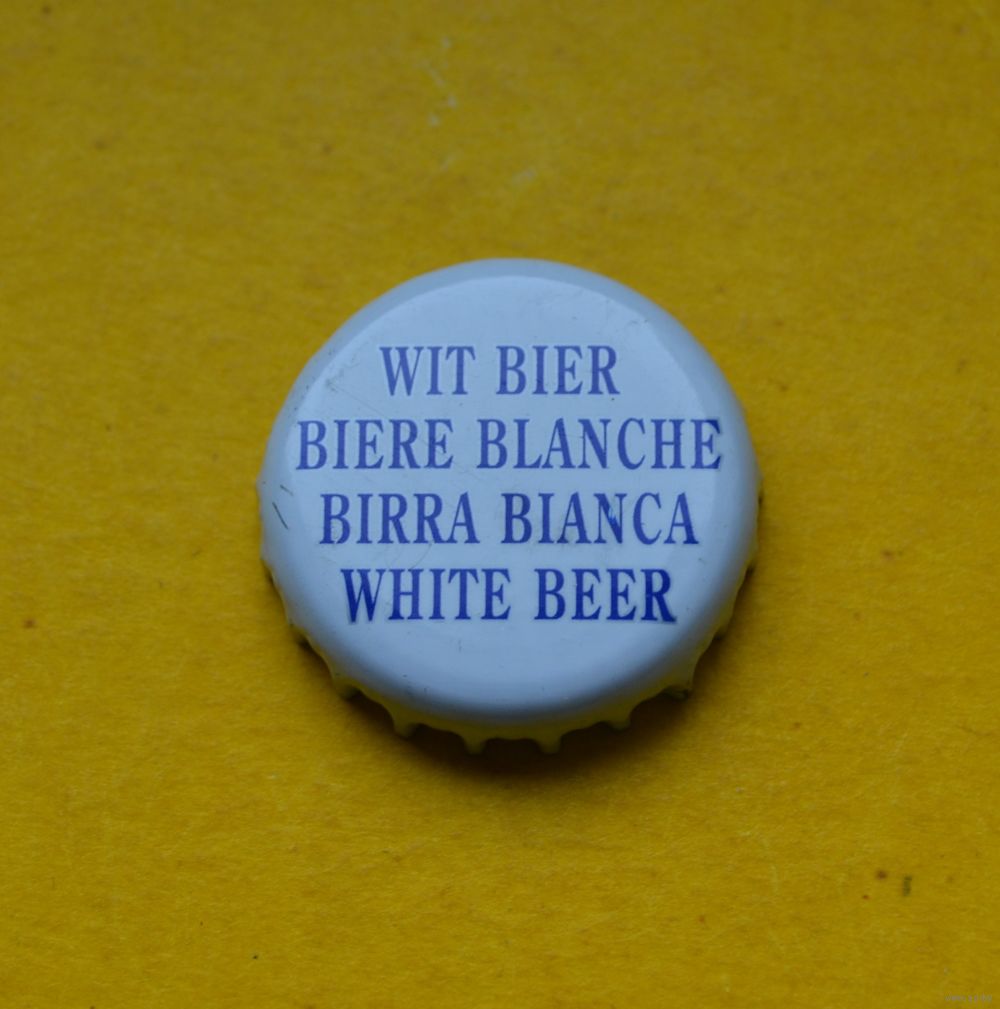 WIT BIER
BIERE BLANCHE
BIRRA BIANCA
WHITE BEER